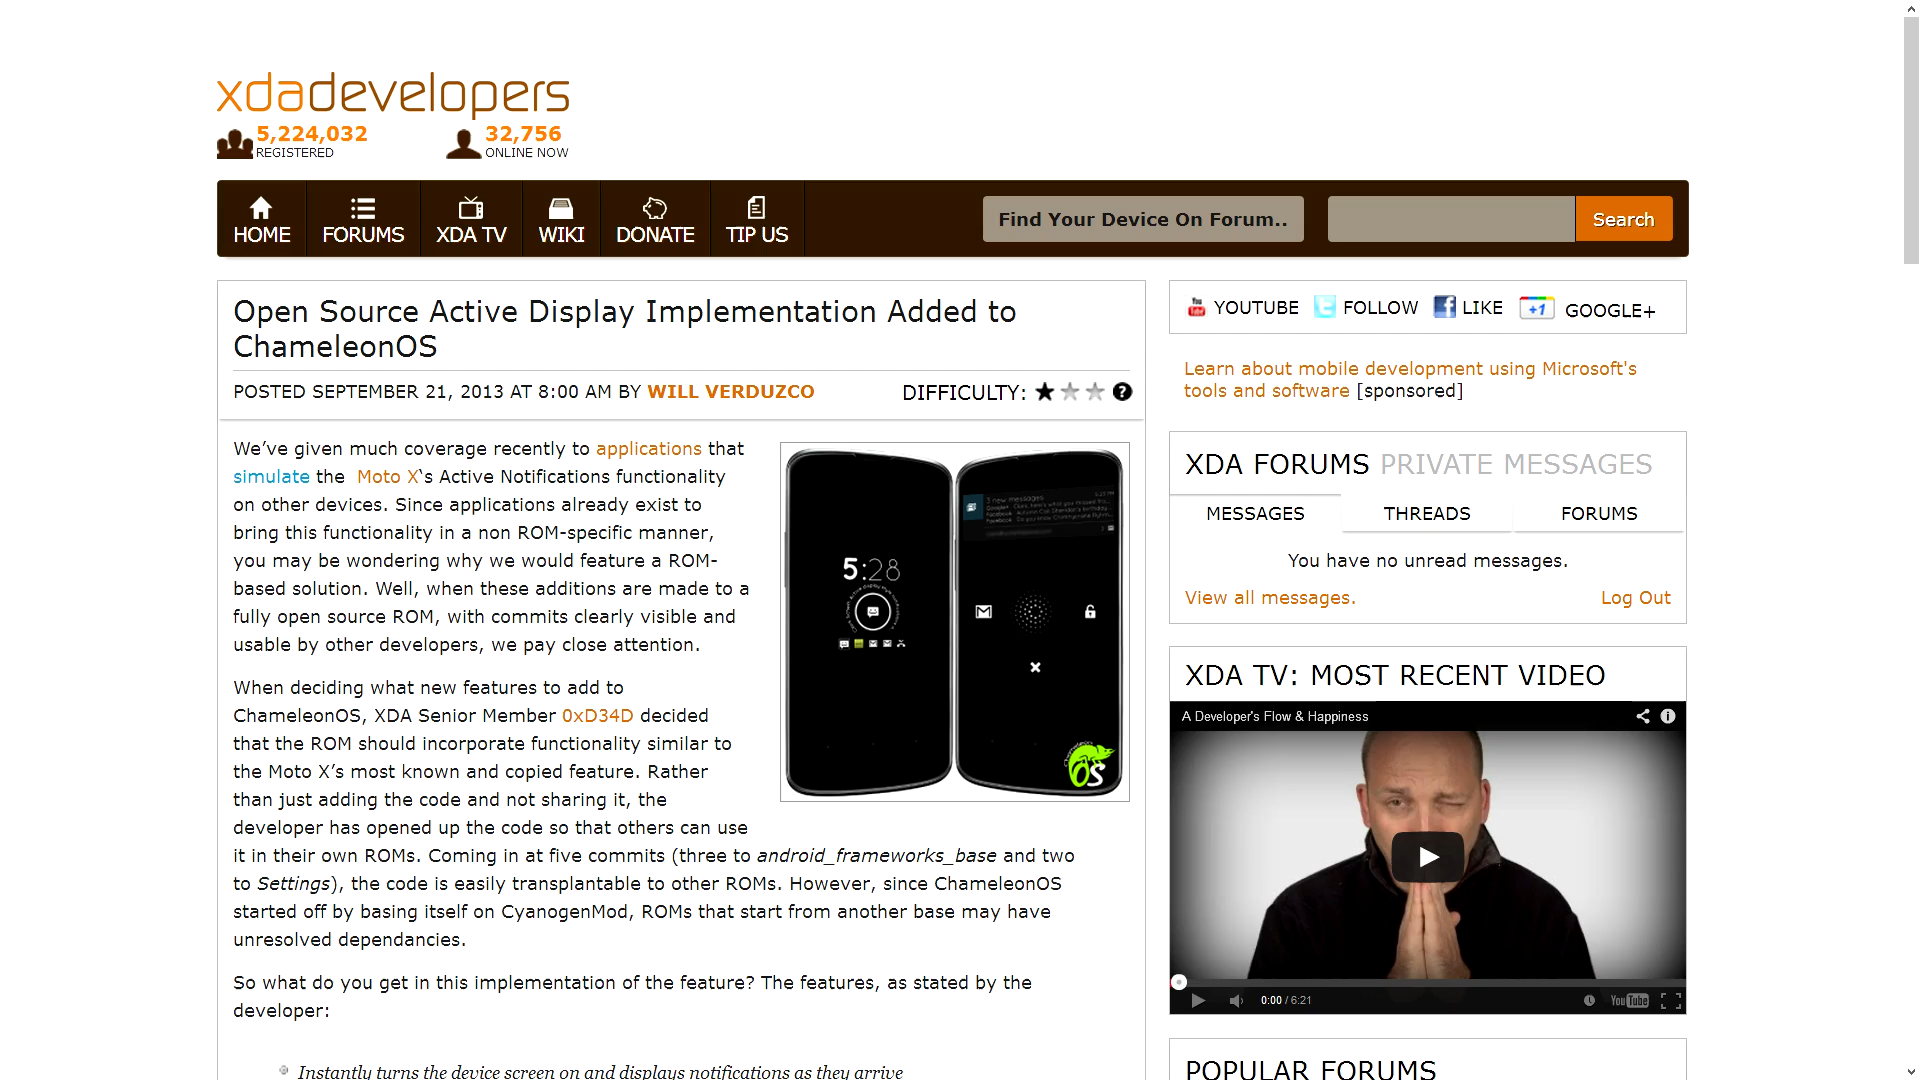 xdadevelopers
5,224,032
REGISTERED
32,756
ONLINE NOW
HOME
FORUMS
XDA TV
WIKI
DONATE
TIP US
Find Your Device On Forum..
Search
Open Source Active Display Implementation Added to
ChameleonOS
POSTED SEPTEMBER 21, 2013 AT 8:00 AM BY WILL VERDUZCO
DIFFICULTY:
We’ve given much coverage recently to applications that
simulate the Moto X‘s Active Notifications functionality
on other devices. Since applications already exist to
bring this functionality in a non ROM-specific manner,
you may be wondering why we would feature a ROM-
based solution. Well, when these additions are made to a
fully open source ROM, with commits clearly visible and
usable by other developers, we pay close attention.
5:28
3 new messages
OS
When deciding what new features to add to
ChameleonOS, XDA Senior Member 0xD34D decided
that the ROM should incorporate functionality similar to
the Moto X’s most known and copied feature. Rather
than just adding the code and not sharing it, the
developer has opened up the code so that others can use
it in their own ROMs. Coming in at five commits (three to android_frameworks_base and two
to Settings), the code is easily transplantable to other ROMs. However, since ChameleonOS
started off by basing itself on CyanogenMod, ROMs that start from another base may have
unresolved dependancies.
So what do you get in this implementation of the feature? The features, as stated by the
developer:
Instantly turns the device screen on and displays notifications as they arrive
YOUTUBE
FOLLOW
LIKE
+1
GOOGLE+
Learn about mobile development using Microsoft's
tools and software [sponsored]
XDA FORUMS PRIVATE MESSAGES
MESSAGES
THREADS
FORUMS
You have no unread messages.
View all messages.
Log Out
XDA TV: MOST RECENT VIDEO
A Developer's Flow & Happiness
0:00 / 6:21
YouTube
POPULAR FORUMS